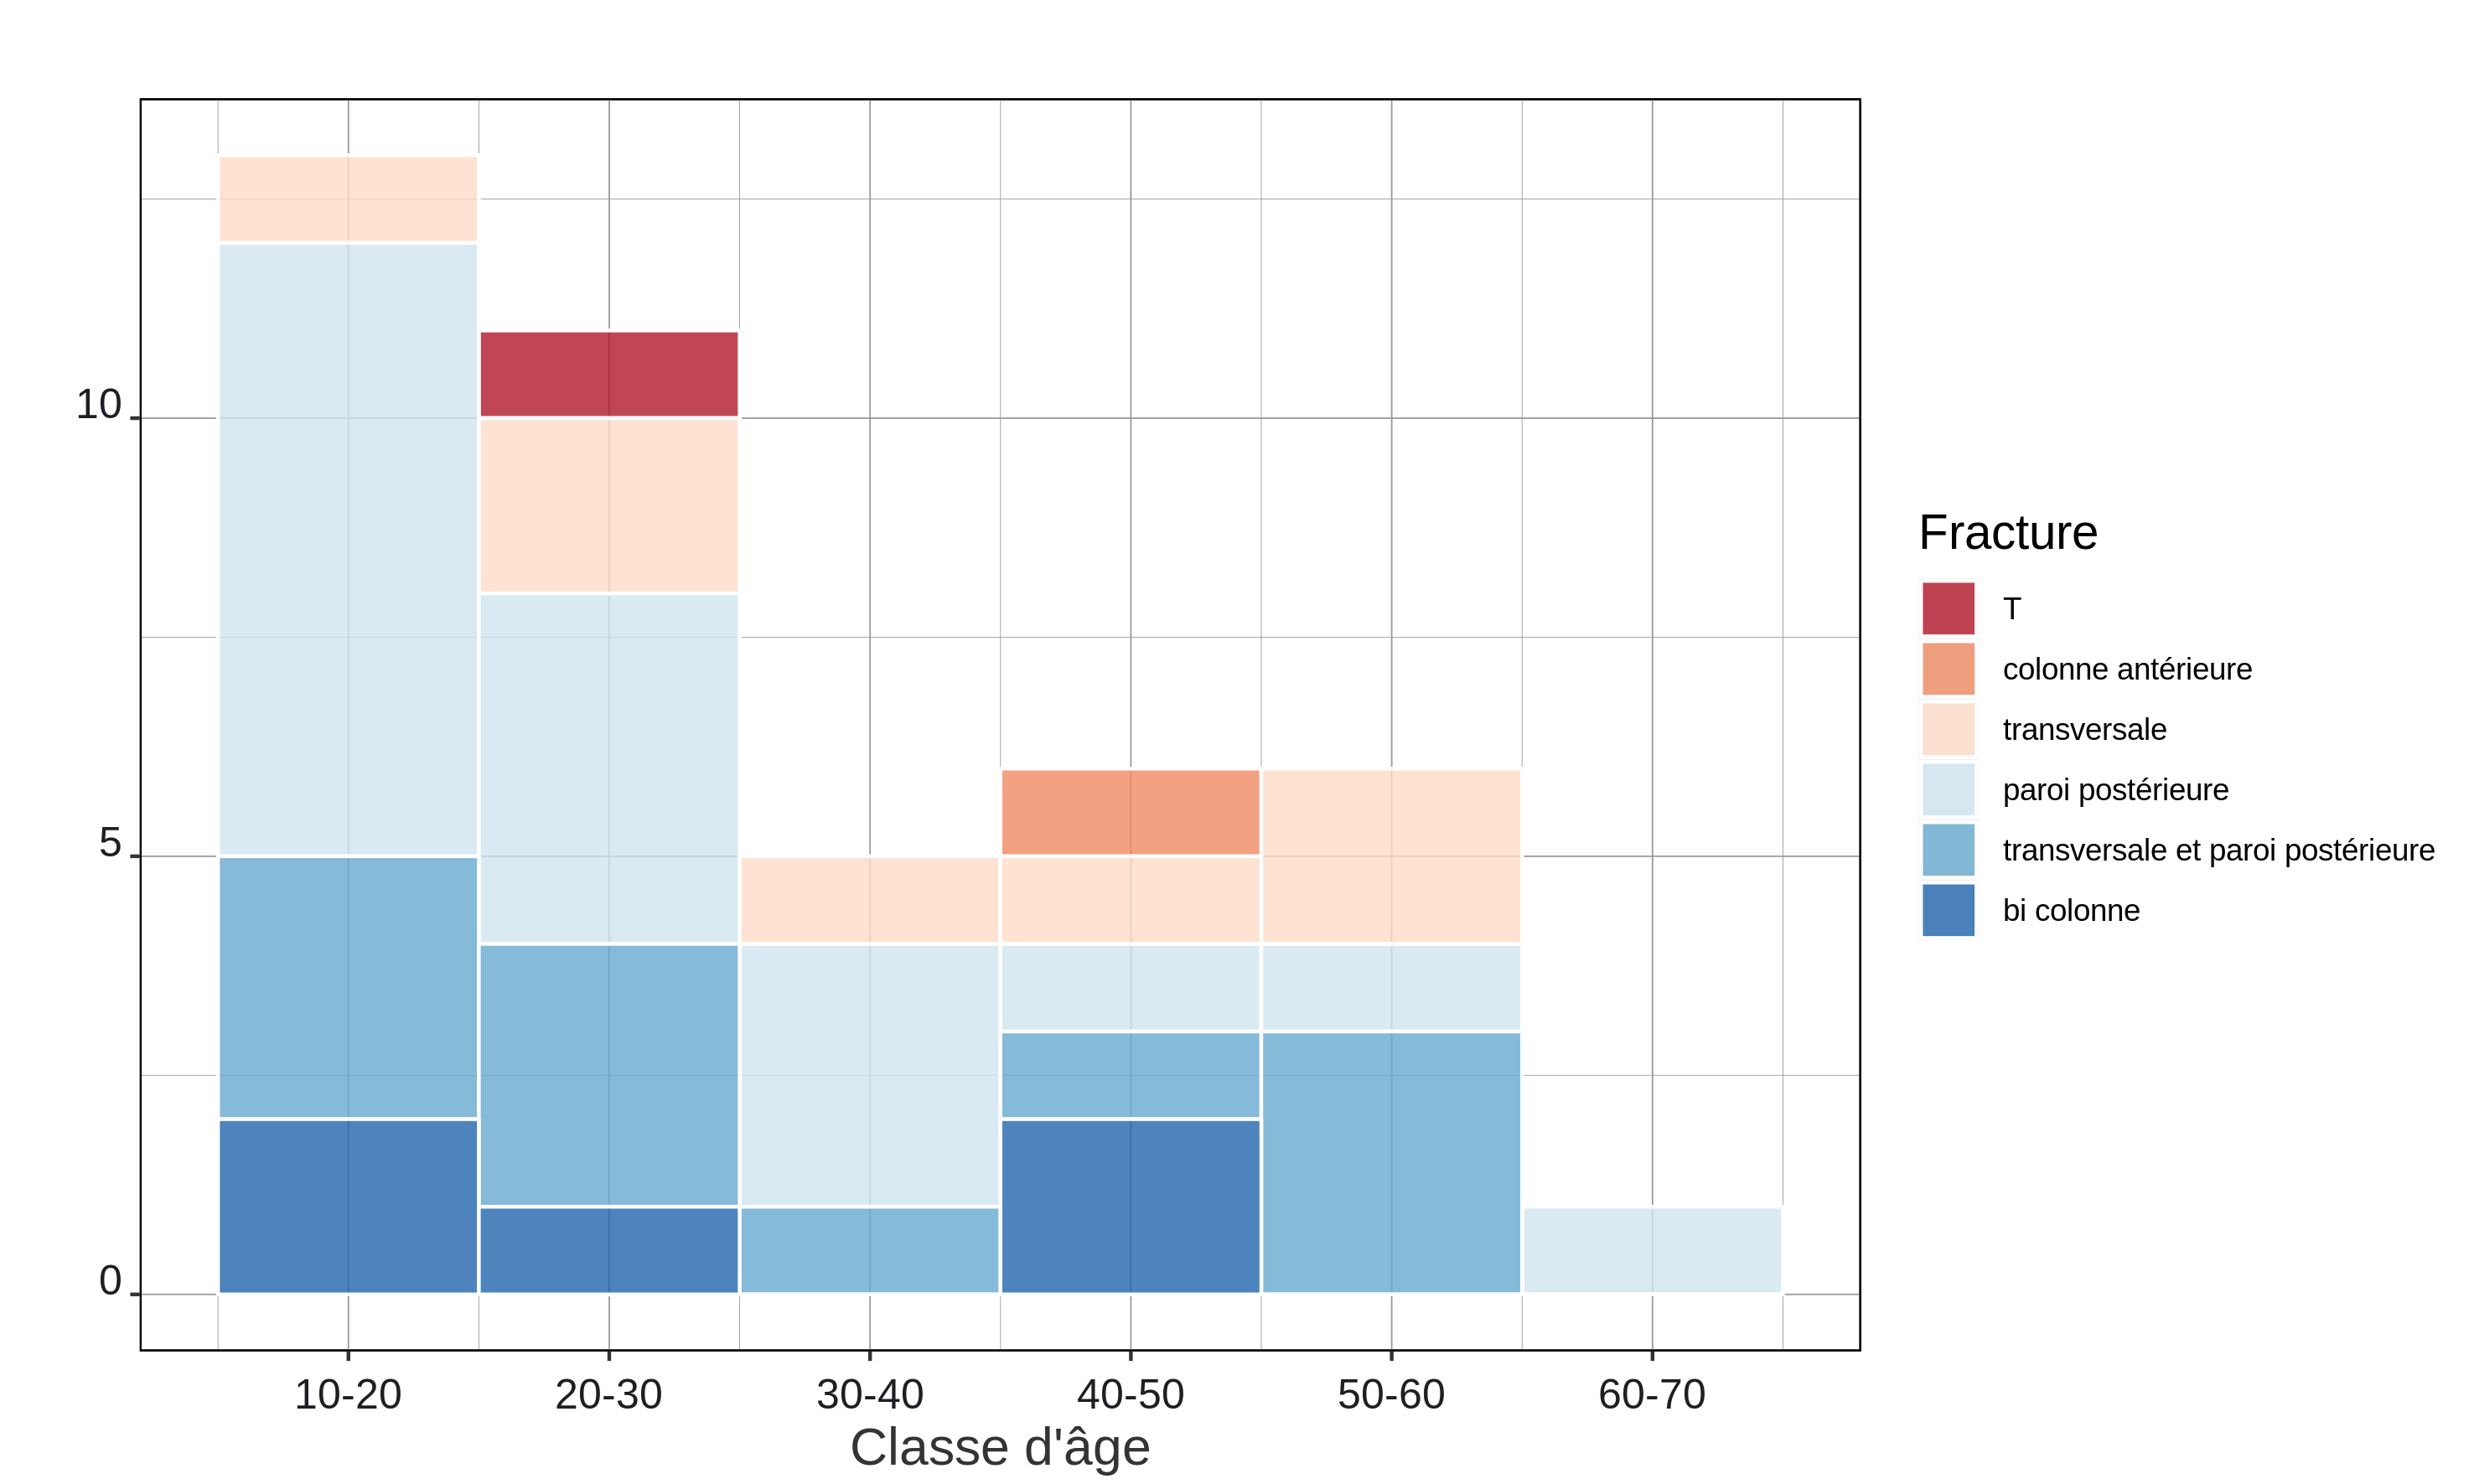 10
5
0
10-20
20-30
30-40
40-50
50-60
60-70
Classe d'âge
Fracture
T
colonne antérieure
transversale
paroi postérieure
transversale et paroi postérieure
bi colonne